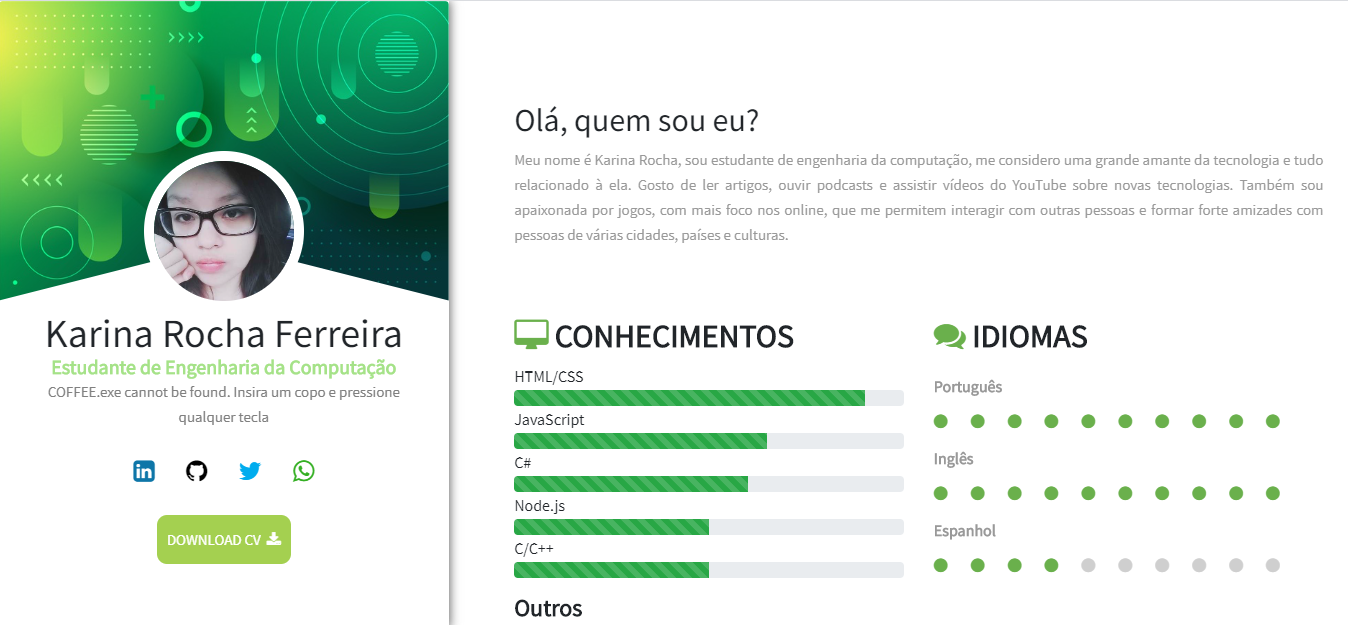 Karina Rocha Ferreira
Estudante de Engenharia da Computação
COFFEE.exe cannot be found. Insira um copo e pressione
qualquer tecla
DOWNLOAD CV
Olá, quem sou eu?
Meu nome é Karina Rocha, sou estudante de engenharia da computação, me considero uma grande amante da tecnologia e tudo
relacionado à ela. Gosto de ler artigos, ouvir podcasts e assistir vídeos do YouTube sobre novas tecnologias. Também sou
apaixonada por jogos, com mais foco nos online, que me permitem interagir com outras pessoas e formar forte amizades com
pessoas de várias cidades, países e culturas.
CONHECIMENTOS
HTML/CSS
JavaScript
C#
Node.js
C/C++
Outros
IDIOMAS
Português
Inglês
Espanhol